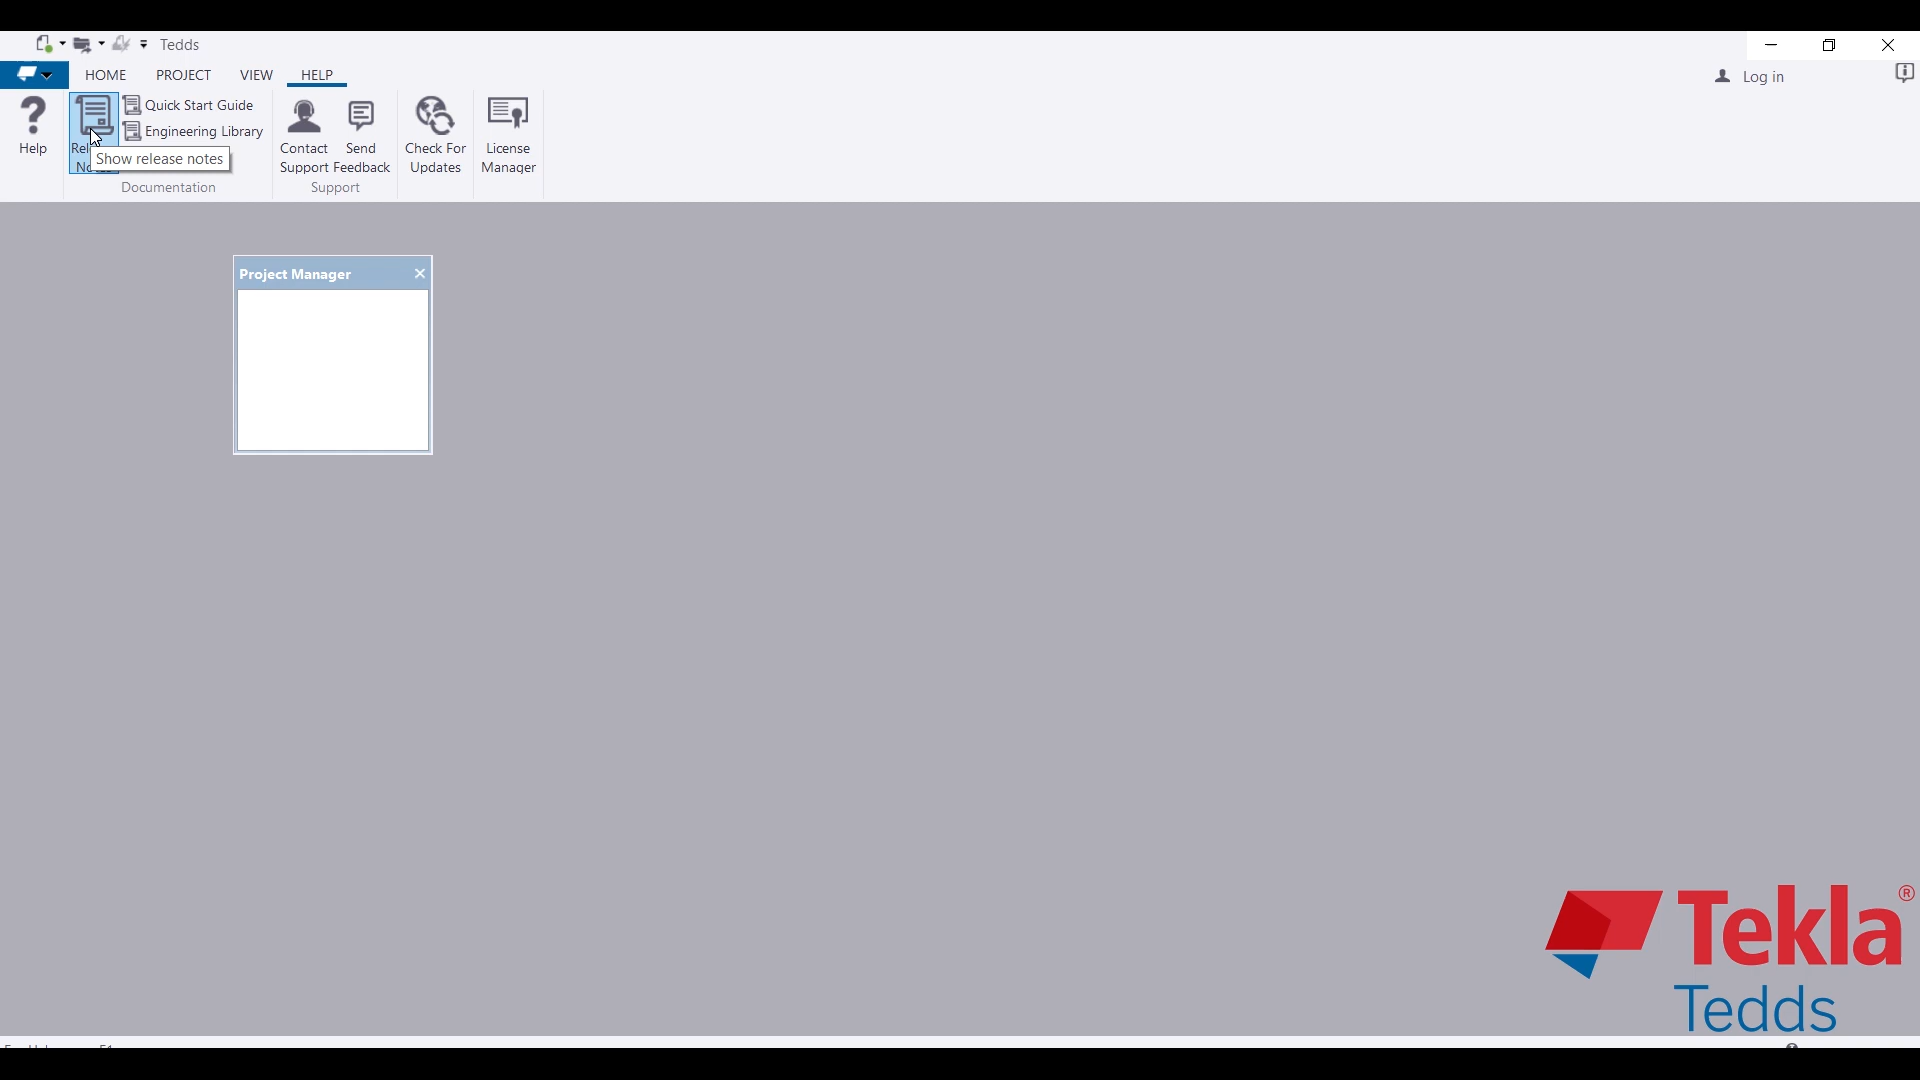 Tedds
HOME PROJECT VIEW HELP
Log in
Help
Quick Start Guide
Engineering Library
Show release notes
Documentation
Contact
Support
Send
Feedback
Support
Check For
Updates
License
Manager
Project Manager
Tekla®
Tedds